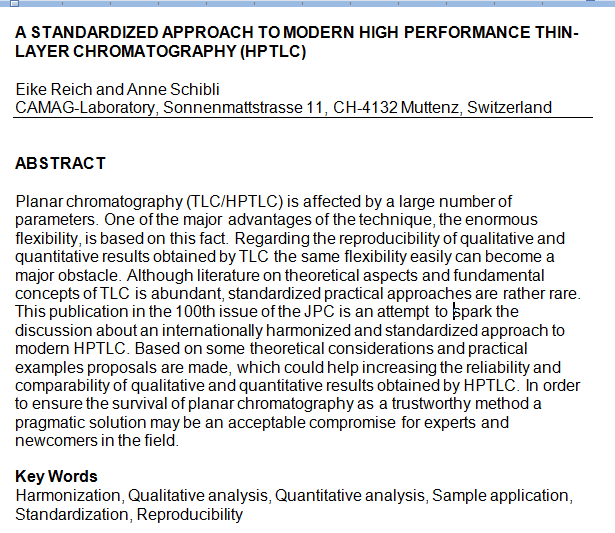 A STANDARDIZED APPROACH TO MODERN HIGH PERFORMANCE THIN-
LAYER CHROMATOGRAPHY (HPTLC)
Eike Reich and Anne Schibli
CAMAG-Laboratory, Sonnenmattstrasse 11, CH-4132 Muttenz, Switzerland
ABSTRACT
Planar chromatography (TLC/HPTLC) is affected by a large number of
parameters. One of the major advantages of the technique, the enormous
flexibility, is based on this fact. Regarding the reproducibility of qualitative and
quantitative results obtained by TLC the same flexibility easily can become a
major obstacle. Although literature on theoretical aspects and fundamental
concepts of TLC is abundant, standardized practical approaches are rather rare.
This publication in the 100th issue of the JPC is an attempt to spark the
discussion about an internationally harmonized and standardized approach to
modern HPTLC. Based on some theoretical considerations and practical
examples proposals are made, which could help increasing the reliability and
comparability of qualitative and quantitative results obtained by HPTLC. In order
to ensure the survival of planar chromatography as a trustworthy method a
pragmatic solution may be an acceptable compromise for experts and
newcomers in the field.
Key Words
Harmonization, Qualitative analysis, Quantitative analysis, Sample application,
Standardization, Reproducibility